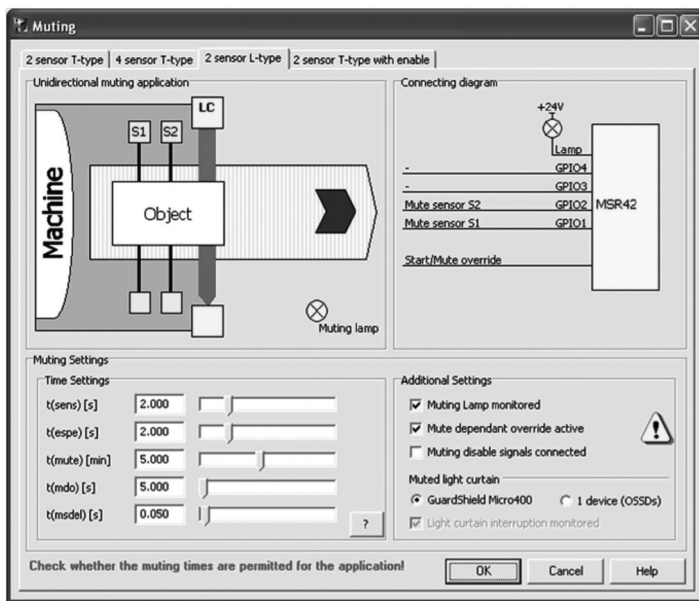 Muting
2 sensor T-type
4 sensor T-type
2 sensor L-type
2 sensor T-type with enable
Unidirectional muting application
LC
S1
S2
Machine
Object
Muting lamp
Connecting diagram
+24V
Lamp
- GPIO4
- GPIO3
Mute sensor S2 GPIO2
MSR42
Mute sensor S1 GPIO1
Start/Mute override
Muting Settings
Time Settings
t(sens) [s] 2.000
t(espe) [s] 2.000
t(mute) [min] 5.000
t(mdo) [s] 5.000
t(msdel) [s] 0.050
?
Additional Settings
Muting Lamp monitored
Mute dependant override active
Muting disable signals connected
Muted light curtain
GuardShield Micro400
1 device (OSSDs)
Light curtain interruption monitored
Check whether the muting times are permitted for the application!
OK
Cancel
Help